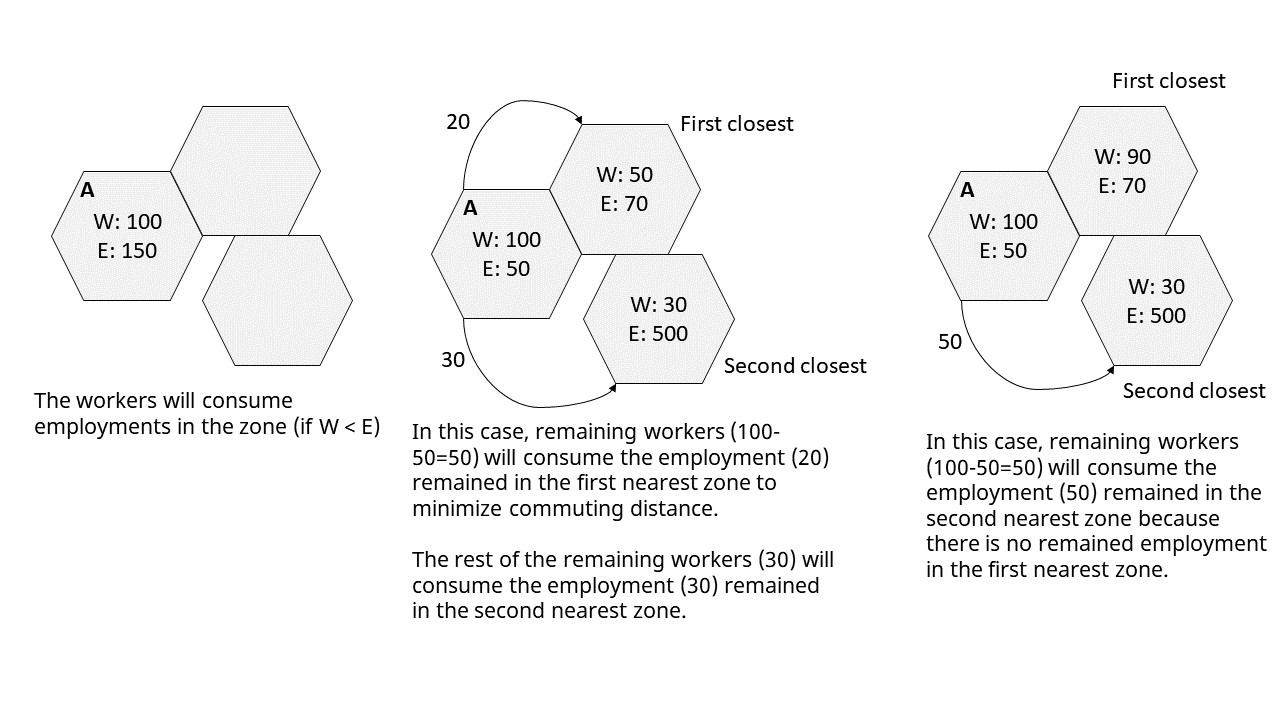 A
W: 100
E: 150
The workers will consume
employments in the zone (if W < E)
20
First closest
W: 50
E: 70
A
W: 100
E: 50
W: 30
E: 500
30
Second closest
In this case, remaining workers (100-
50=50) will consume the employment (20)
remained in the first nearest zone to
minimize commuting distance.
The rest of the remaining workers (30) will
consume the employment (30) remained
in the second nearest zone.
First closest
W: 90
E: 70
A
W: 100
E: 50
W: 30
E: 500
50
Second closest
In this case, remaining workers
(100-50=50) will consume the
employment (50) remained in the
second nearest zone because
there is no remained employment
in the first nearest zone.